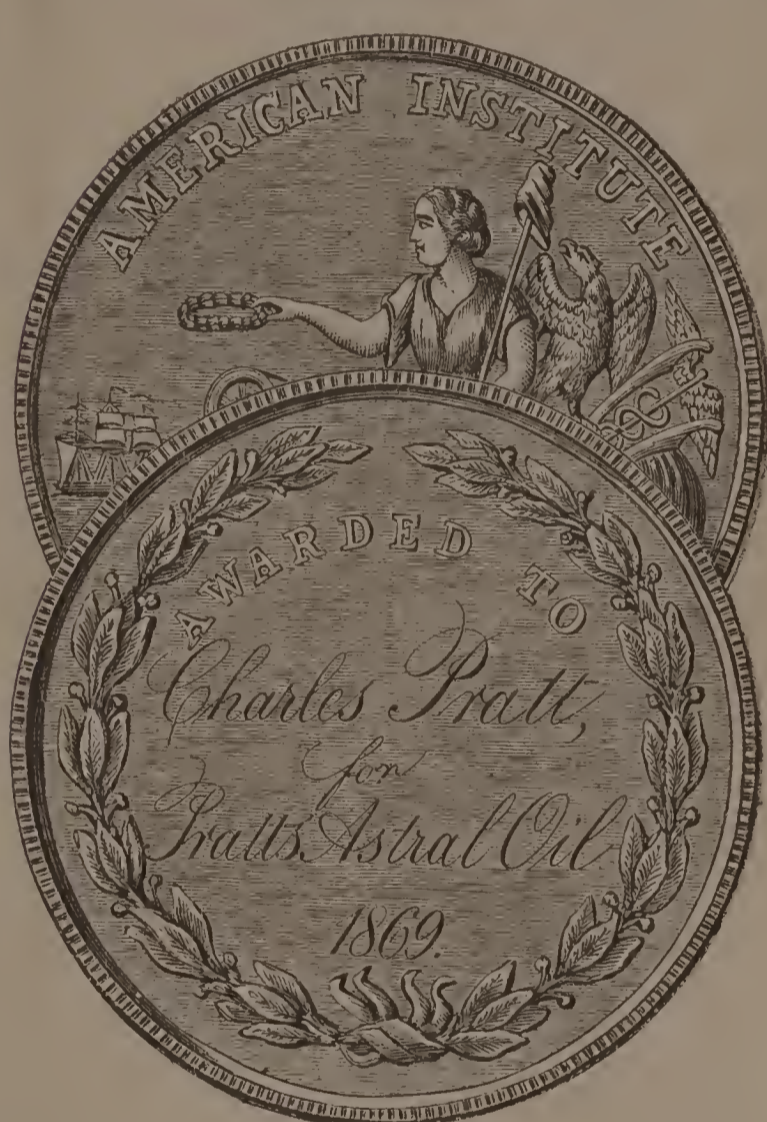 AMERICAN INSTITUTE
AWARDED TO
Charles Pratt,
for
Pratts Astral Oil
1869.